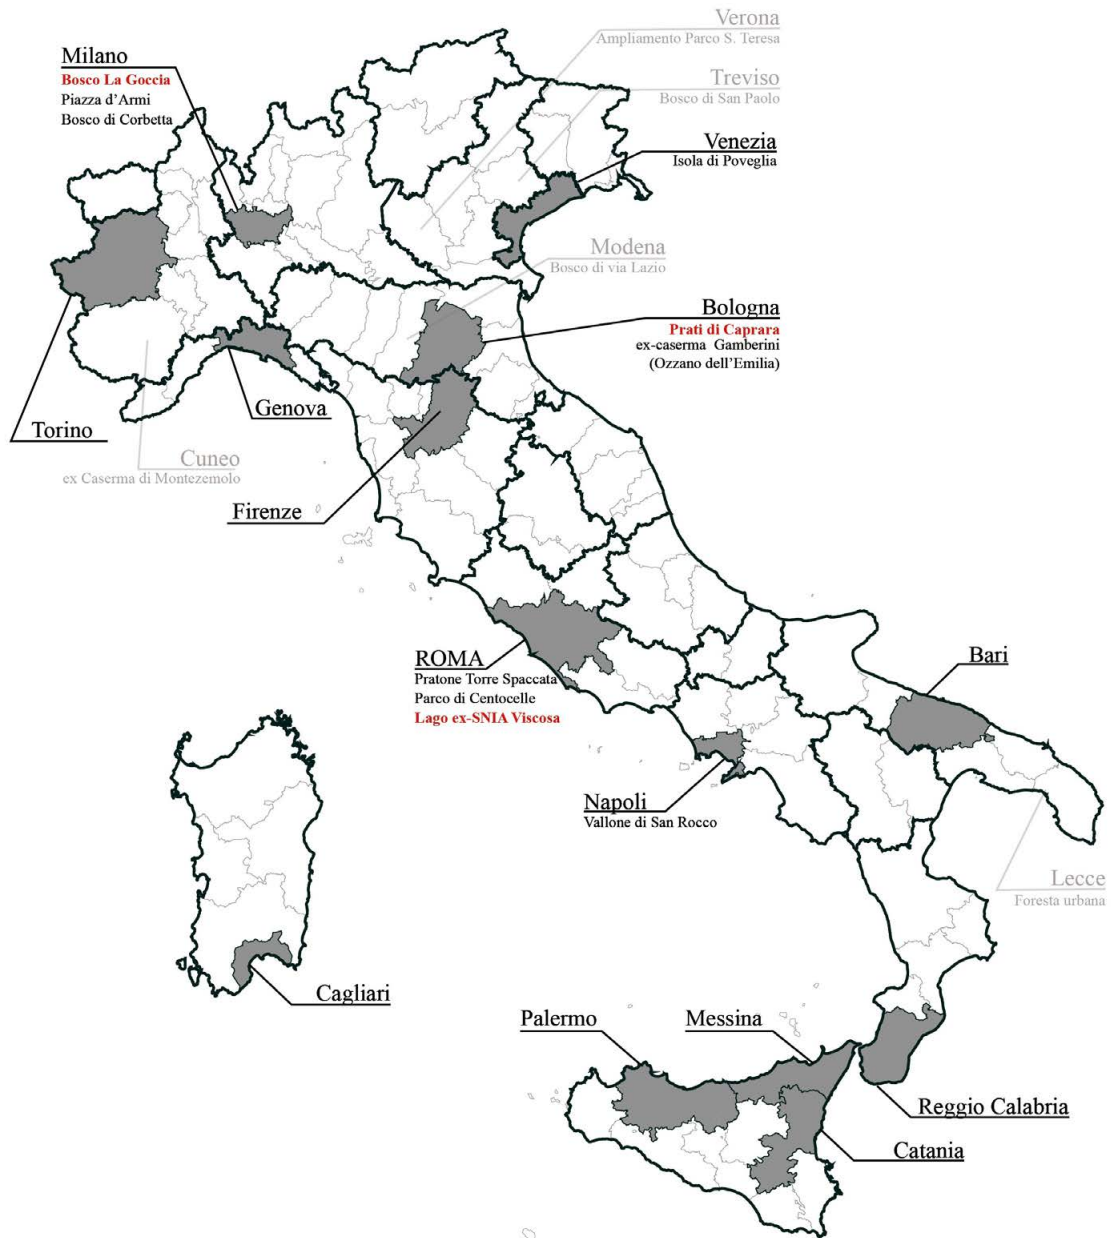 Verona
Ampliamento Parco S. Teresa
Milano
Bosco La Goccia
Piazza d’Armi
Bosco di Corbetta
Treviso
Bosco di San Paolo
Venezia
Isola di Poveglia
Modena
Bosco di via Lazio
Bologna
Prati di Caprara
ex-caserma Gamberini
(Ozzano dell’Emilia)
Genova
Torino
Cuneo
ex Caserma di Montezemolo
Firenze
ROMA
Pratone Torre Spaccata
Parco di Centocelle
Lago ex-SNIA Viscosa
Bari
Napoli
Vallone di San Rocco
Lecce
Foresta urbana
Cagliari
Palermo
Messina
Reggio Calabria
Catania